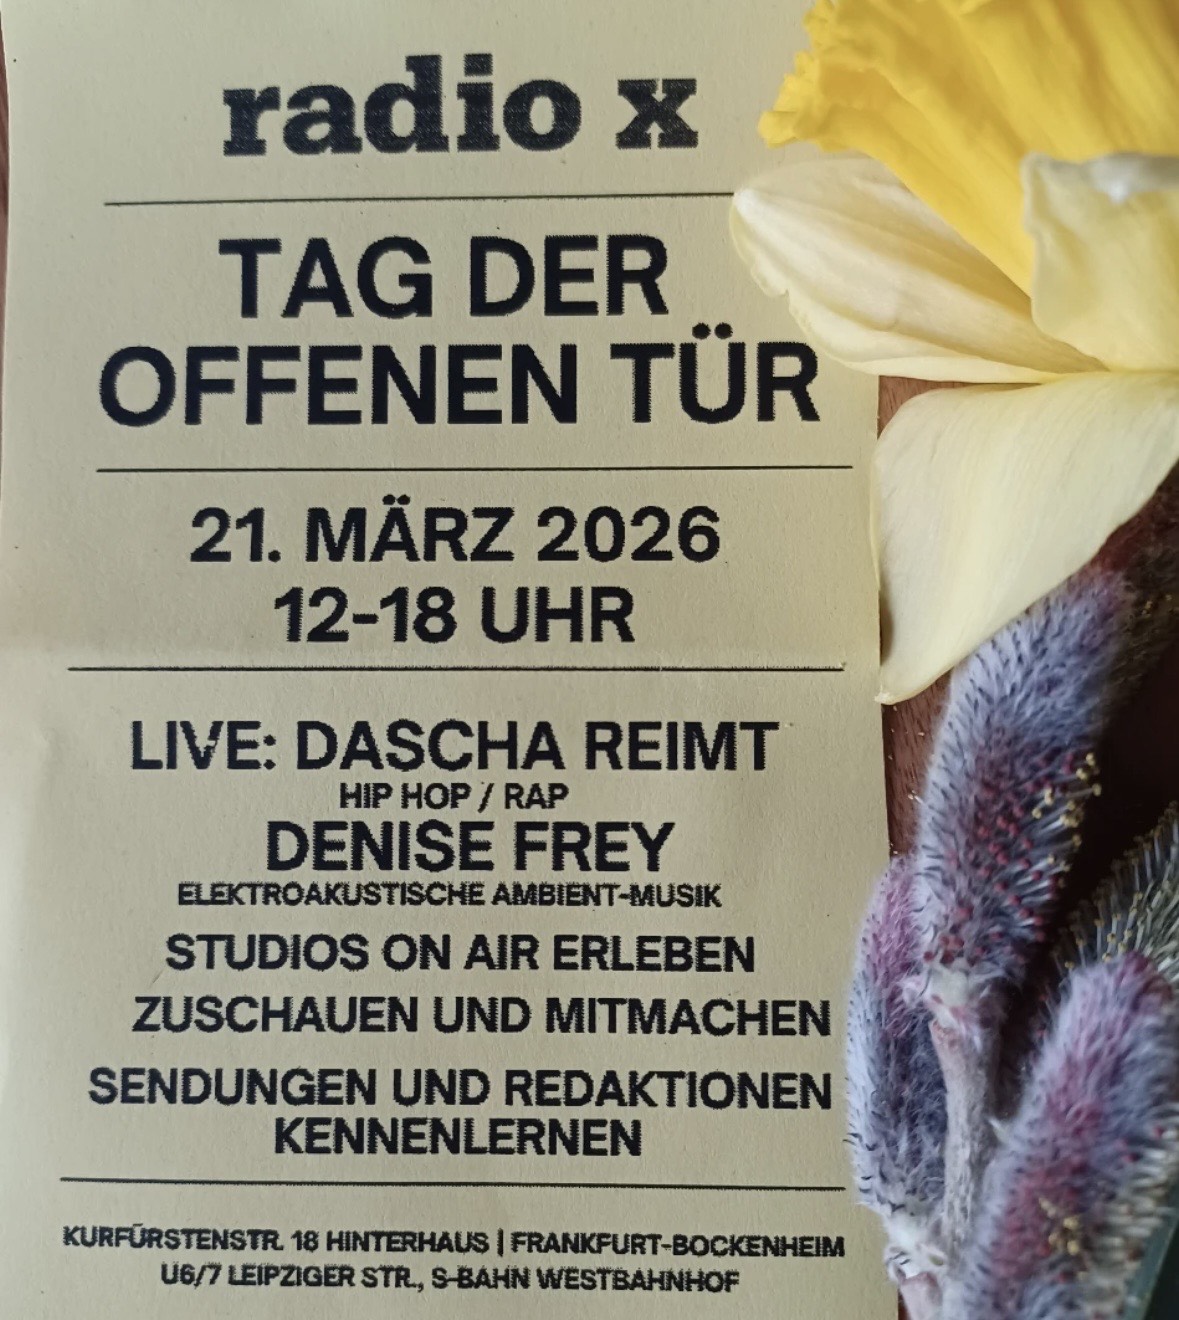 radio x
TAG DER
OFFENEN TÜR
21. MÄRZ 2026
12-18 UHR
LIVE: DASCHA REIMT
HIP HOP / RAP
DENISE FREY
ELEKTROAKUSTISCHE AMBIENT-MUSIK
STUDIOS ON AIR ERLEBEN
ZUSCHAUEN UND MITMACHEN
SENDUNGEN UND REDAKTIONEN
KENNENLERNEN
KURFÜRSTENSTR. 18 HINTERHAUS | FRANKFURT-BOCKENHEIM
U6/7 LEIPZIGER STR., S-BAHN WESTBAHNHOF